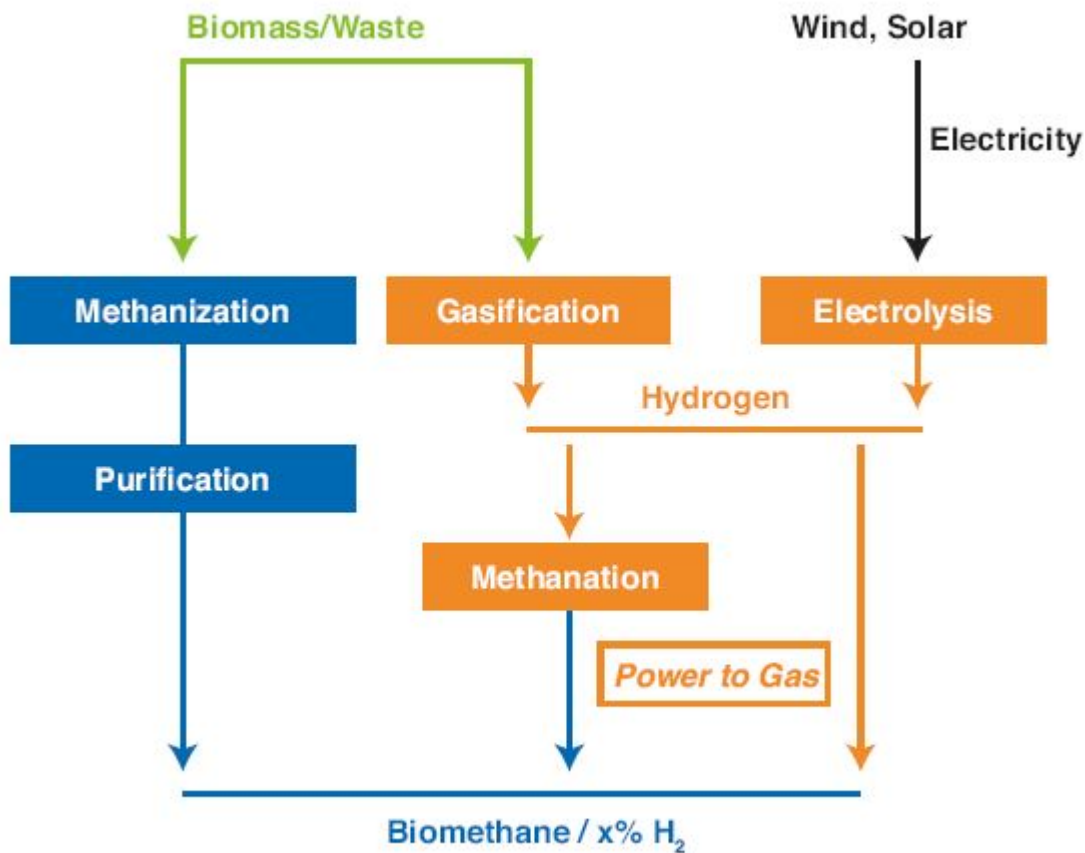 Biomass/Waste
Wind, Solar
Electricity
Methanization
Gasification
Electrolysis
Hydrogen
Purification
Methanation
Power to Gas
Biomethane / x% H₂